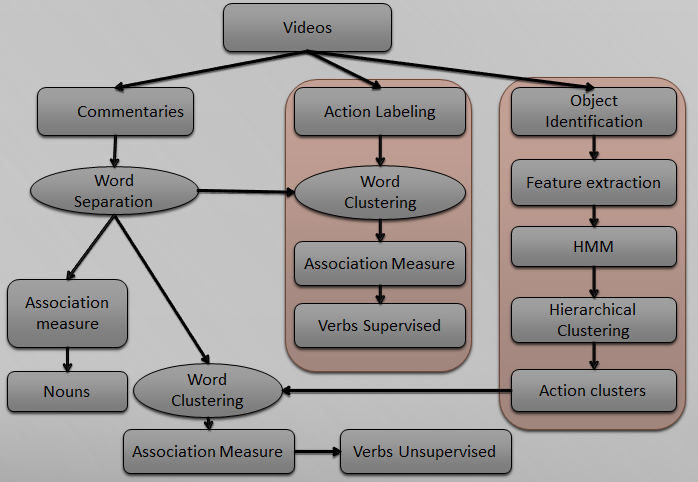 Videos
Commentaries
Action Labeling
Object
Identification
Word
Separation
Word
Clustering
Feature extraction
HMM
Association Measure
Association
measure
Hierarchical
Clustering
Verbs Supervised
Nouns
Word
Clustering
Action clusters
Association Measure
Verbs Unsupervised